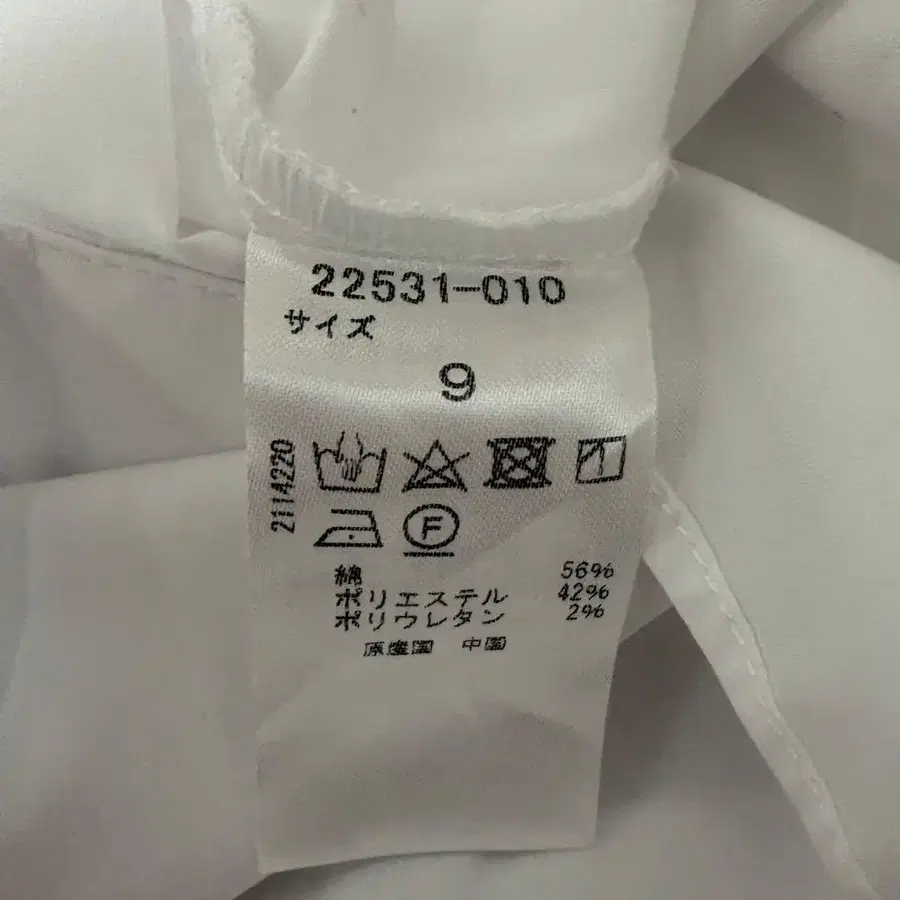 22531-010
サイズ
9
2114220
F
綿 56%
ポリエステル 42%
ポリウレタン 2%
原産国 中国